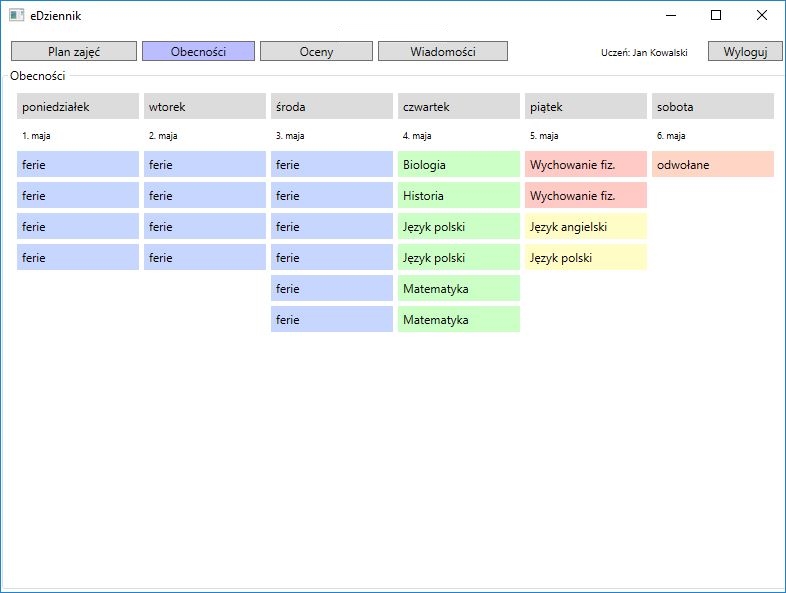 eDziennik
Plan zajęć Obecności Oceny Wiadomości Uczeń: Jan Kowalski Wyloguj
Obecności
poniedziałek wtorek środa czwartek piątek sobota
1. maja 2. maja 3. maja 4. maja 5. maja 6. maja
ferie ferie ferie Biologia Wychowanie fiz. odwołane
ferie ferie ferie Historia Wychowanie fiz.
ferie ferie ferie Język polski Język angielski
ferie ferie ferie Język polski Język polski
ferie Matematyka
ferie Matematyka